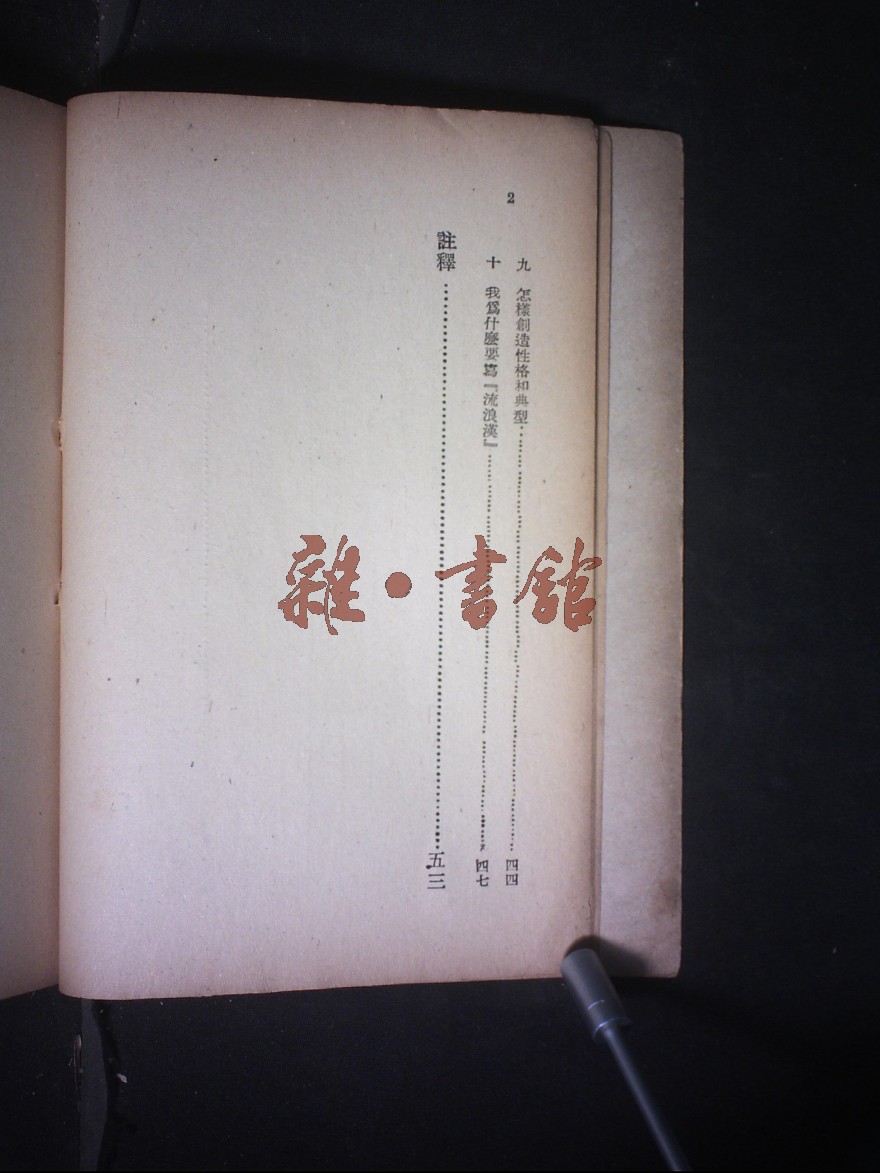 2
九 怎樣創造性格和典型……四四
十 我爲什麼要寫『流浪漢』……四七
註釋……五三
雜•書館